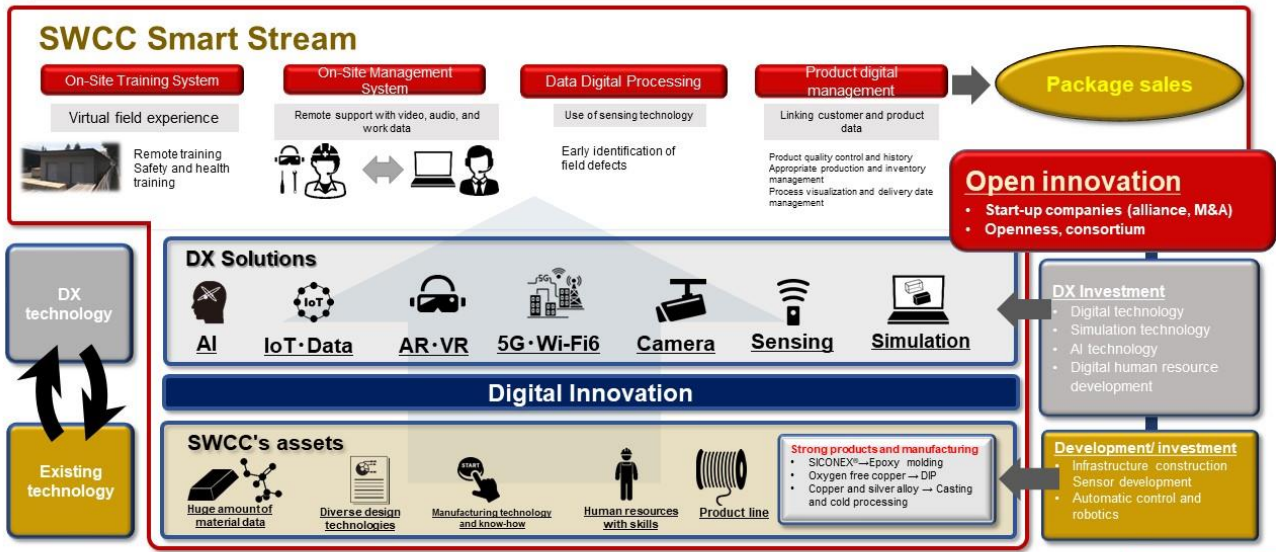 SWCC Smart Stream
On-Site Training System
On-Site Management
System
Data Digital Processing
Product digital
management
Package sales
Virtual field experience
Remote support with video, audio, and
work data
Use of sensing technology
Linking customer and product
data
Remote training
Safety and health
training
Early identification of
field defects
Product quality control and history
Appropriate production and inventory
management
Process visualization and delivery date
management
Open innovation
• Start-up companies (alliance, M&A)
• Openness, consortium
DX
technology
DX Solutions
AI
IoT
IoT・Data
AR・VR
5G
5G・Wi-Fi6
Camera
Sensing
Simulation
DX Investment
• Digital technology
• Simulation technology
• AI technology
• Digital human resource
development
Digital Innovation
Existing
technology
SWCC's assets
Huge amount of
material data
Diverse design
technologies
START
Manufacturing technology
and know-how
Human resources
with skills
Product line
Strong products and manufacturing
• SICONEX®→Epoxy molding
• Oxygen free copper → DIP
• Copper and silver alloy → Casting
and cold processing
Development/ investment
• Infrastructure construction
Sensor development
• Automatic control and
robotics